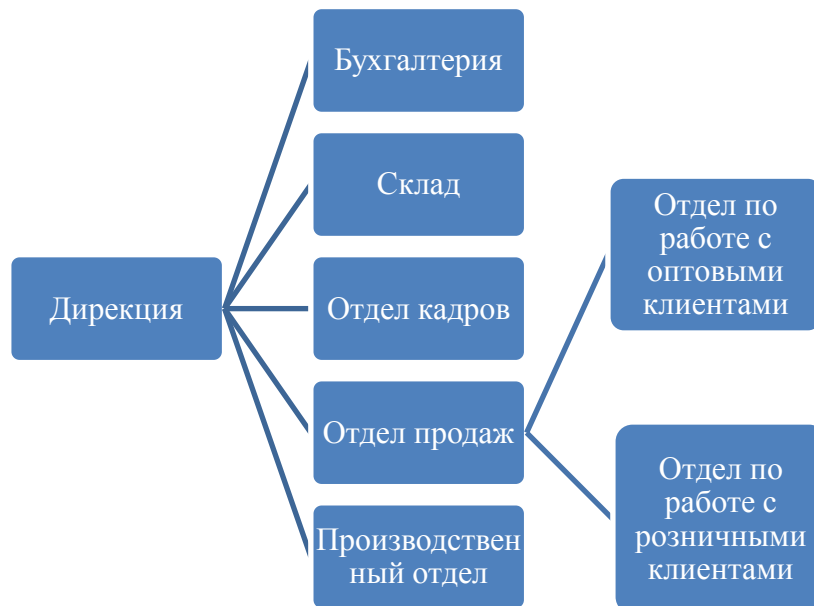 Дирекция
Бухгалтерия
Склад
Отдел кадров
Отдел продаж
Производствен
ный отдел
Отдел по
работе с
оптовыми
клиентами
Отдел по
работе с
розничными
клиентами